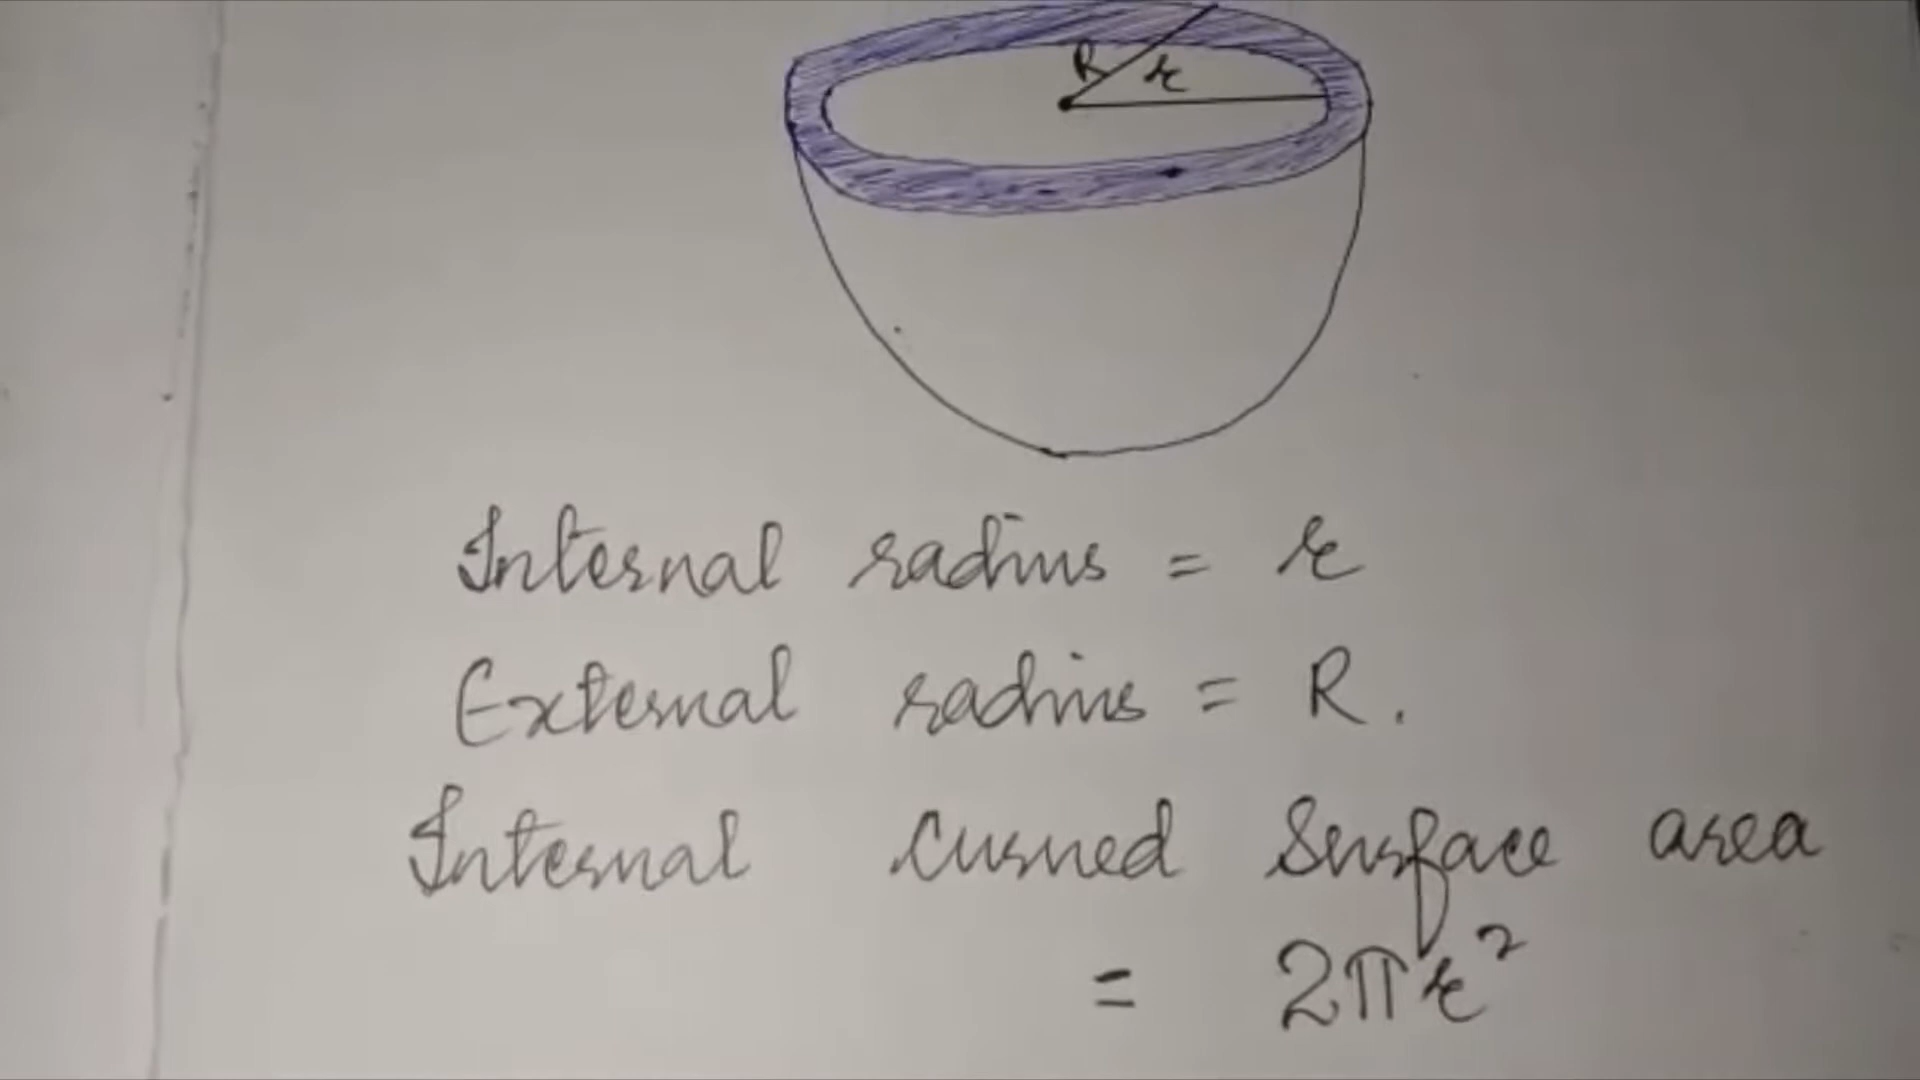 R r
Internal radius = r
External radius = R.
Internal Curved Surface area
= 2πr²